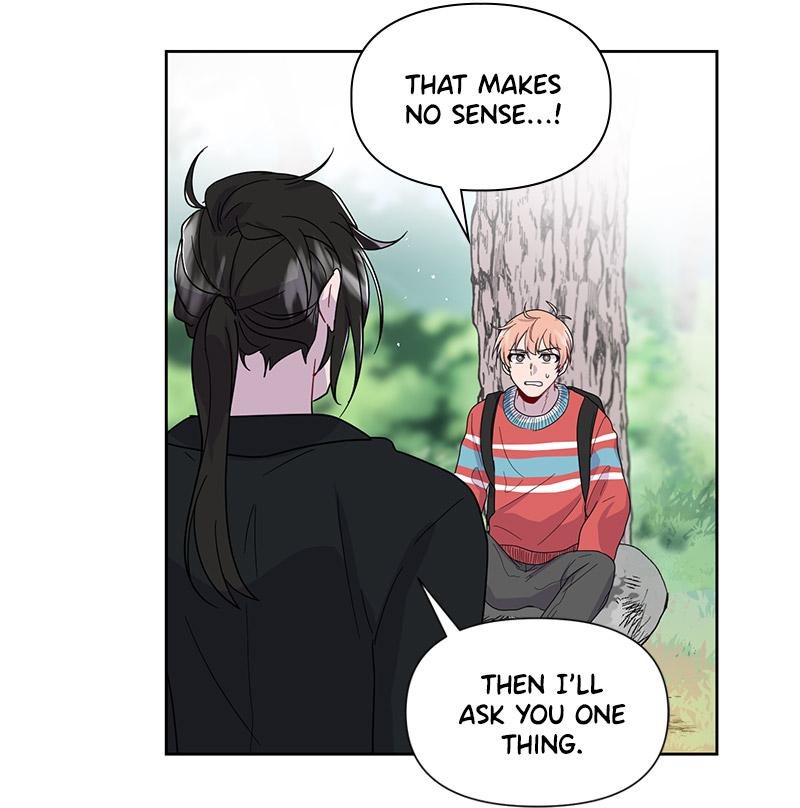 THAT MAKES
NO SENSE...!
THEN I'LL
ASK YOU ONE
THING.